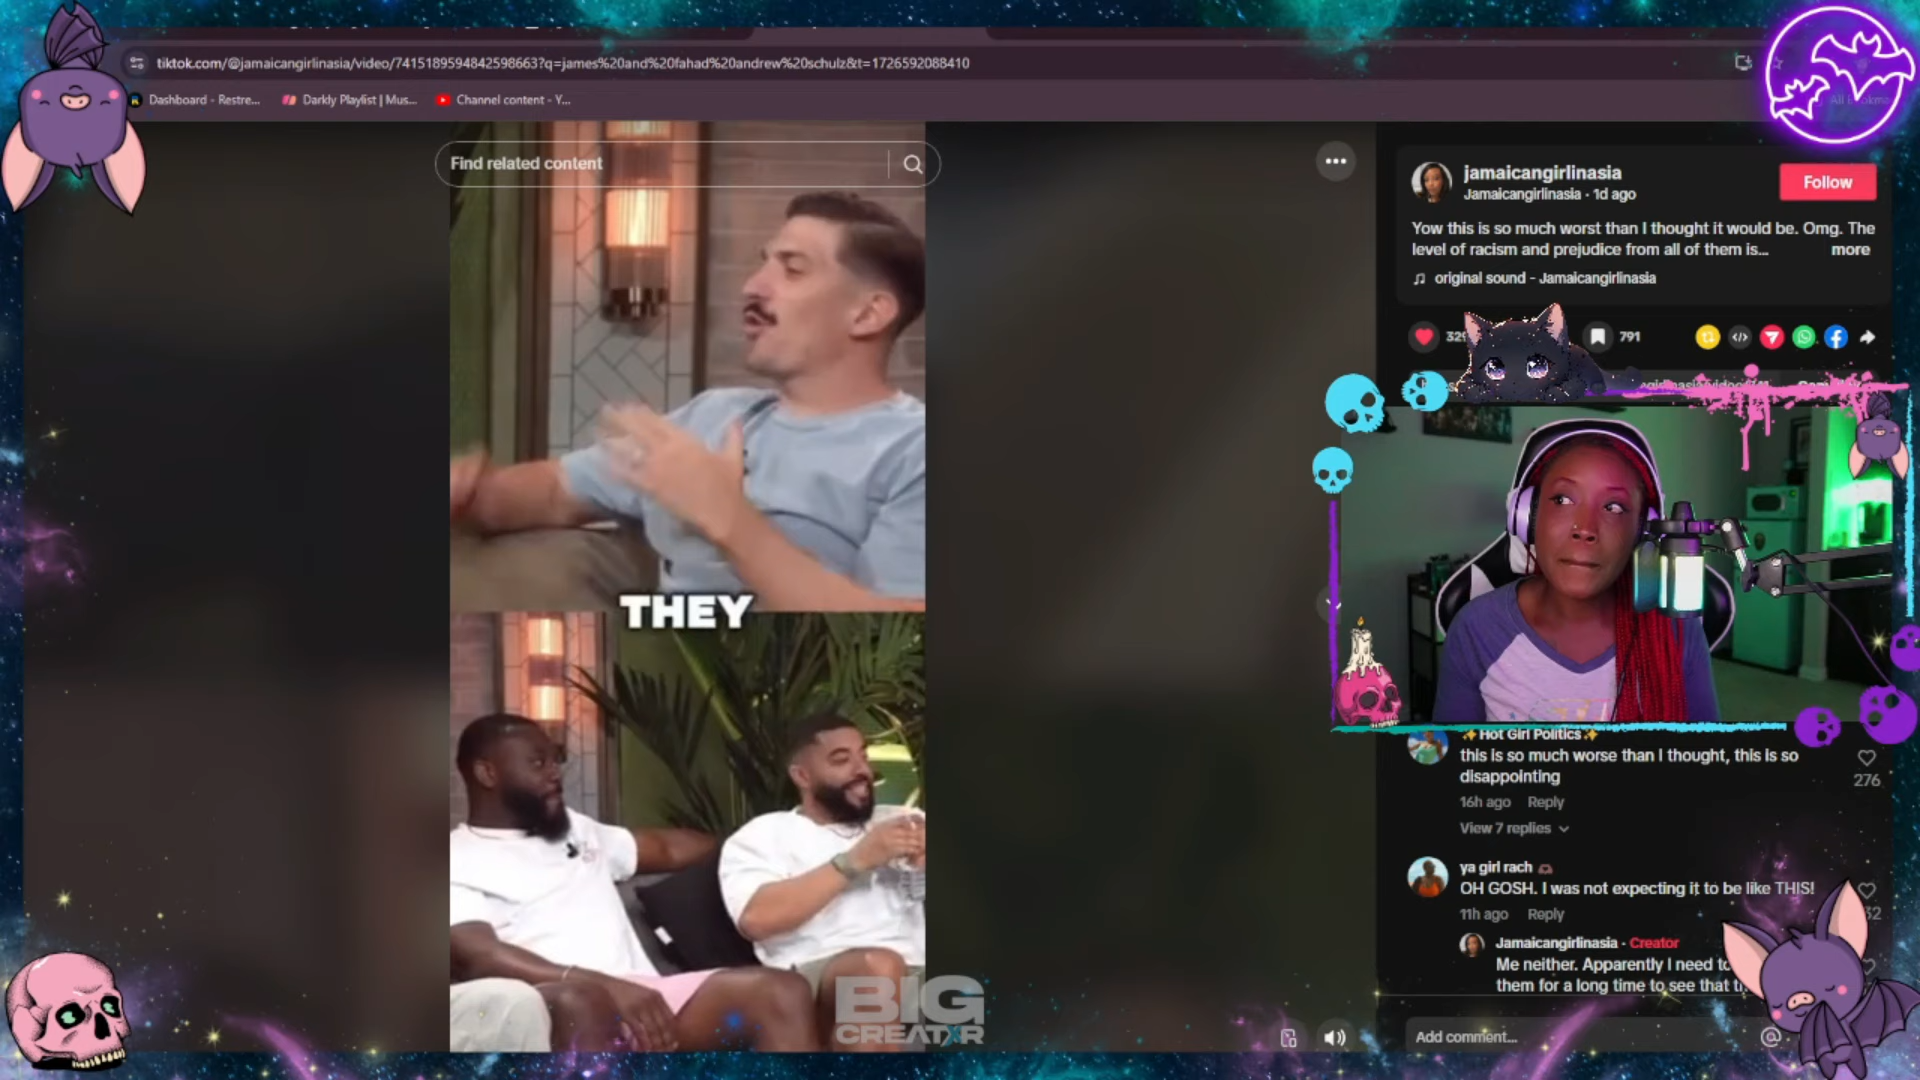 tiktok.com/@jamaicangirlinasia/video/7415189594842598663?q=james%20and%20fahad%20andrew%20schulz&t=1726592088410
Dashboard - Restre...
Darkly Playlist | Mus...
Channel content - Y...
Find related content
jamaicangirlinasia
Jamaicangirlinasia · 1d ago
Follow
Yow this is so much worst than I thought it would be. Omg. The
level of racism and prejudice from all of them is...
more
original sound - Jamaicangirlinasia
791
THEY
✨Hot Girl Politics✨
this is so much worse than I thought, this is so
disappointing
276
16h ago Reply
View 7 replies
ya girl rach
OH GOSH. I was not expecting it to be like THIS!
11h ago Reply
Jamaicangirlinasia · Creator
Me neither. Apparently I need
them for a long time to see that
BIG
CREATXR
Add comment...